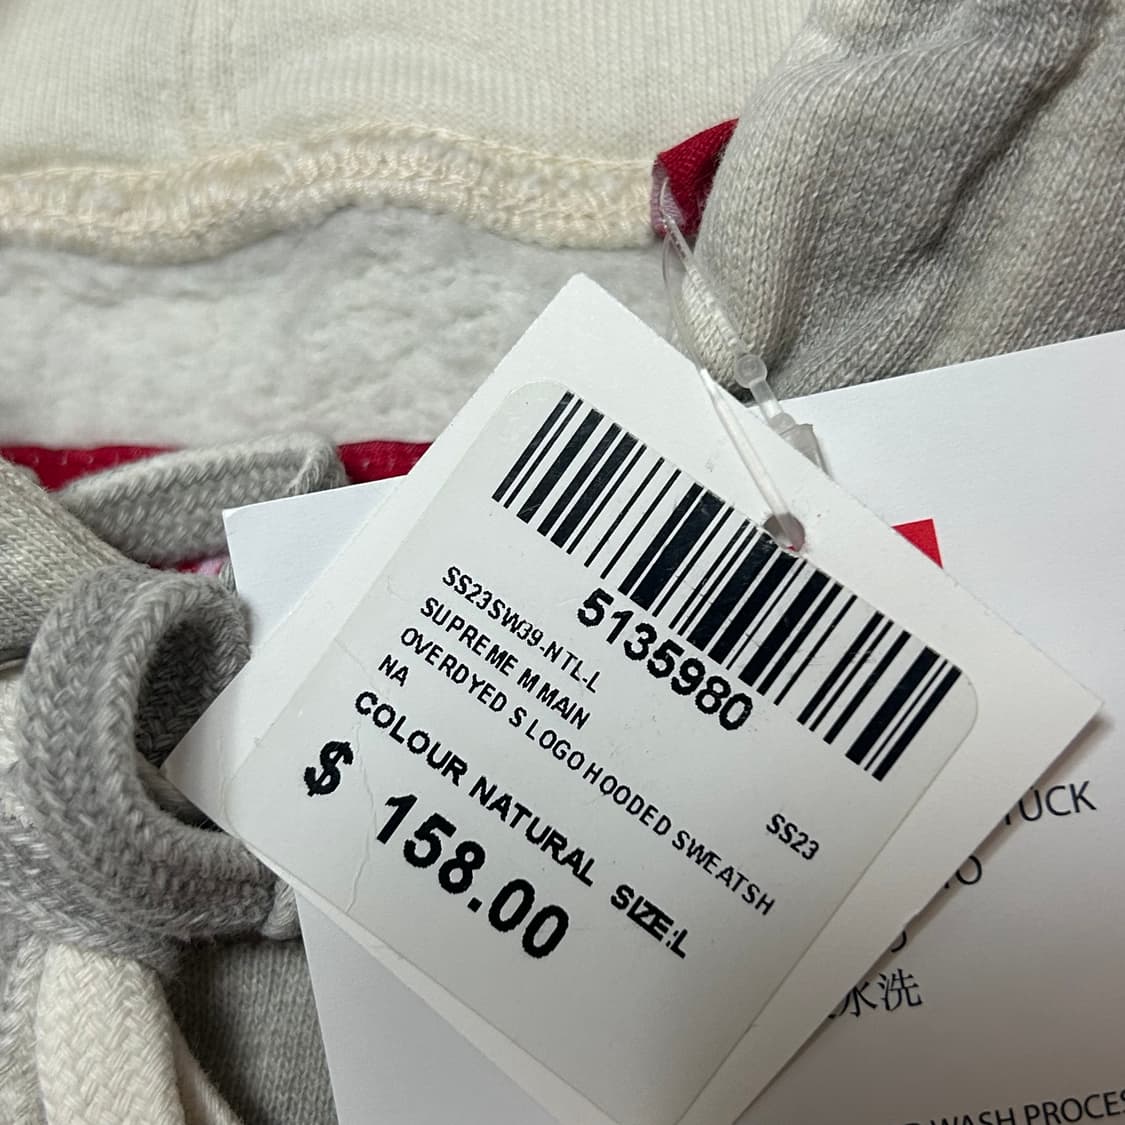 5135980
SS23SW39-NTL-L
SUPREME M MAIN
OVERDYED S LOGO HOODED SWEATSH
NA
SS23
COLOUR NATURAL SIZE:L
$ 158.00
UCK
O
水洗
WASH PROCES